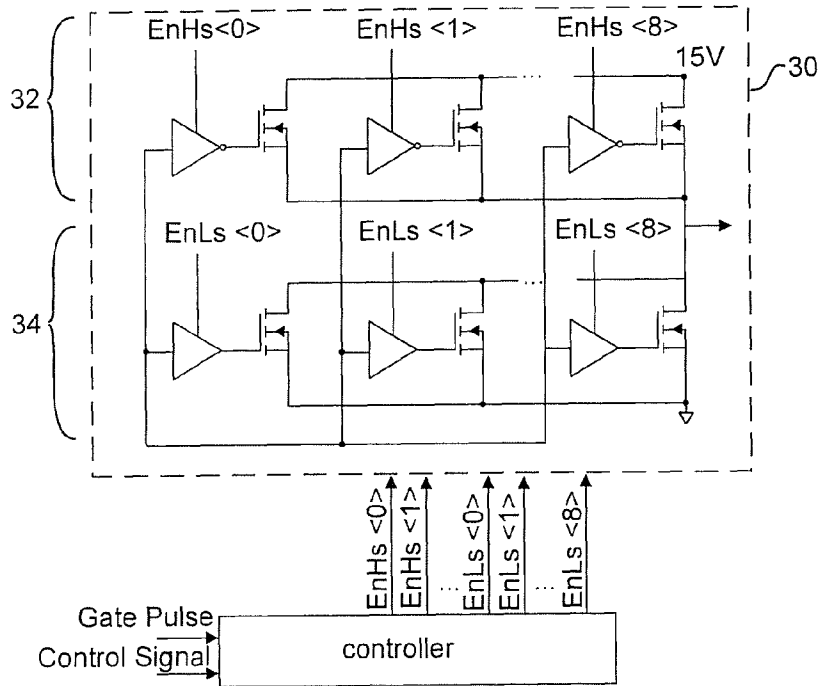 EnHs<0> EnHs <1> EnHs <8>
15V
30
32
EnLs <0> EnLs <1> EnLs <8>
...
34
...
EnHs <0>
EnHs <1>
...
EnLs <0>
EnLs <1>
...
EnLs <8>
Gate Pulse
Control Signal
controller